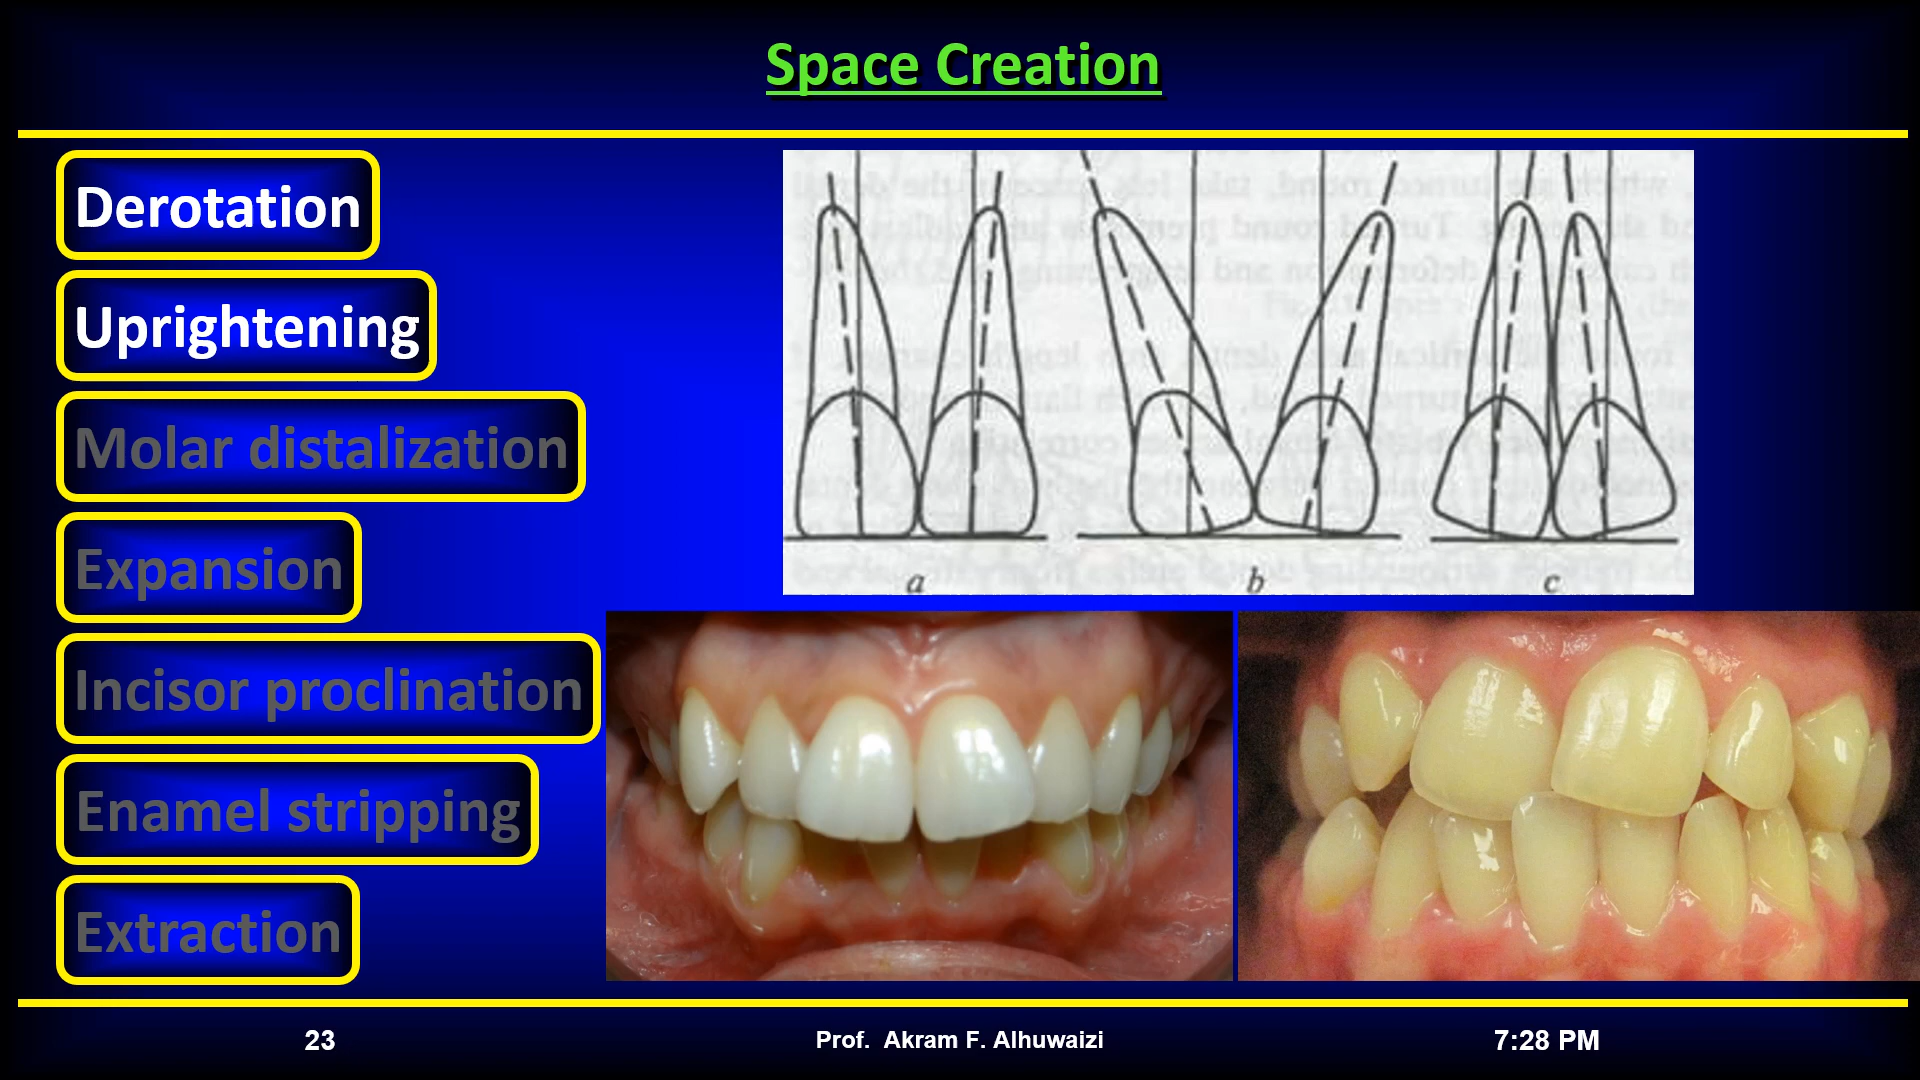 Space Creation
Derotation
Uprightening
Molar distalization
Expansion
Incisor proclination
Enamel stripping
Extraction
a b c
23 Prof. Akram F. Alhuwaizi 7:28 PM